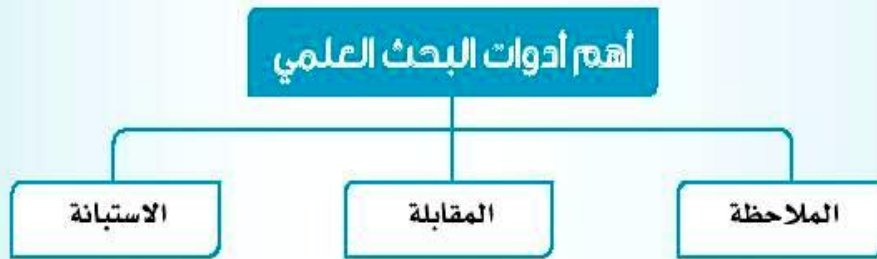 أهم أدوات البحث العلمي
الملاحظة
المقابلة
الاستبانة